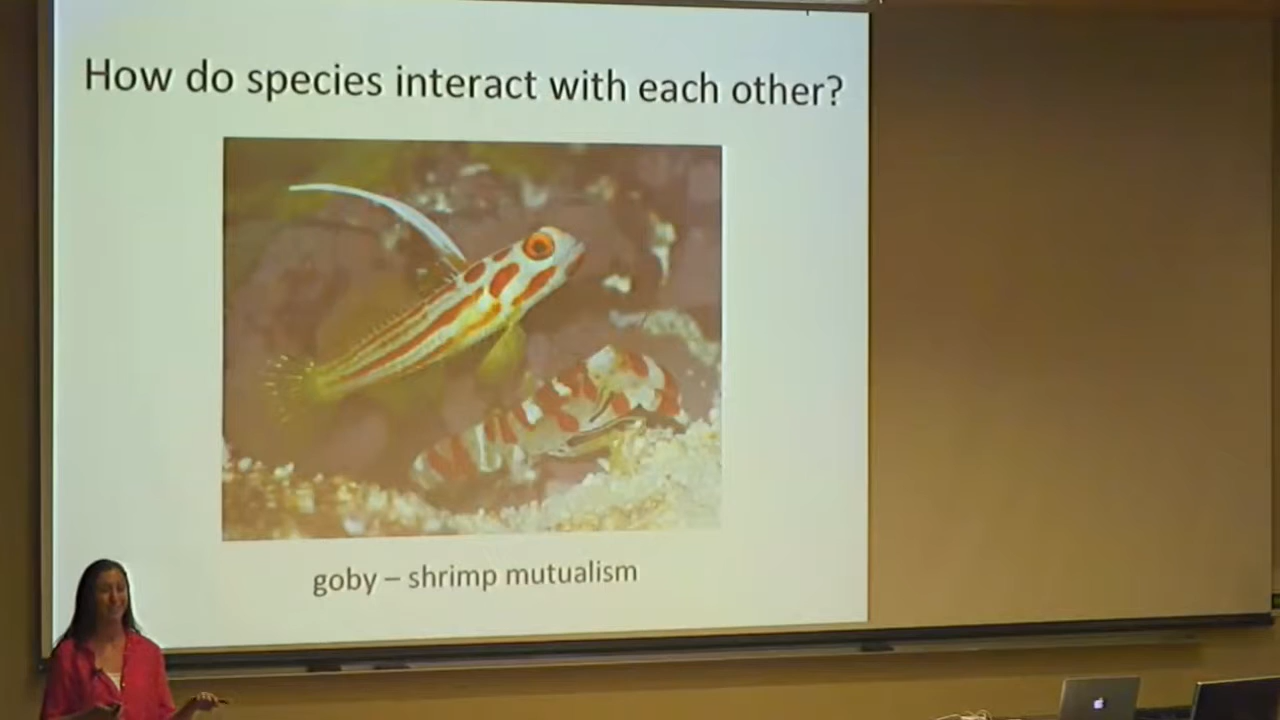 How do species interact with each other?
goby – shrimp mutualism